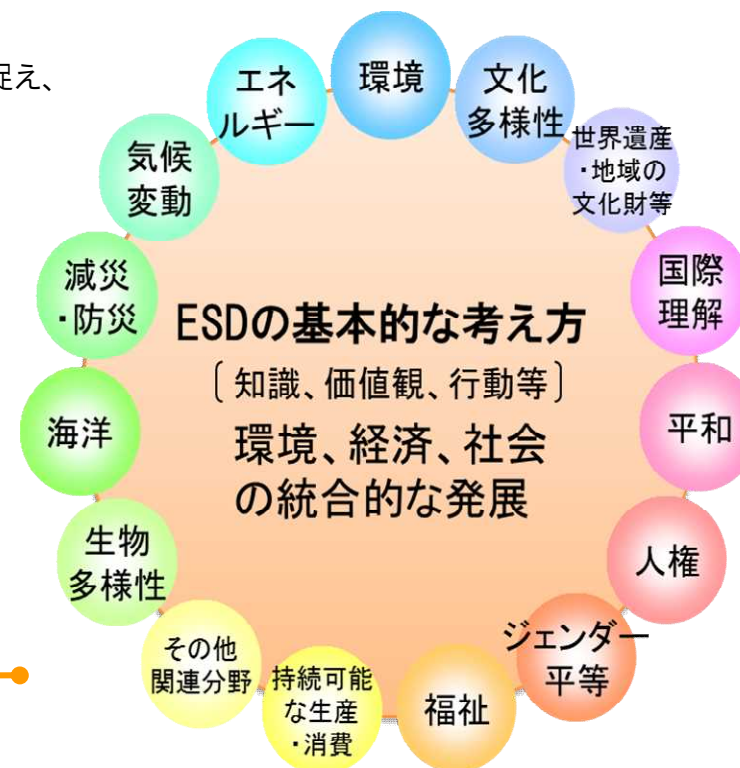 捉え、
環境
文化
多様性
世界遺産
・地域の
文化財等
国際
理解
平和
人権
ジェンダー
平等
福祉
持続可能
な生産
・消費
その他
関連分野
生物
多様性
海洋
減災
・防災
気候
変動
エネ
ルギー
ESDの基本的な考え方
〔知識、価値観、行動等〕
環境、経済、社会
の統合的な発展